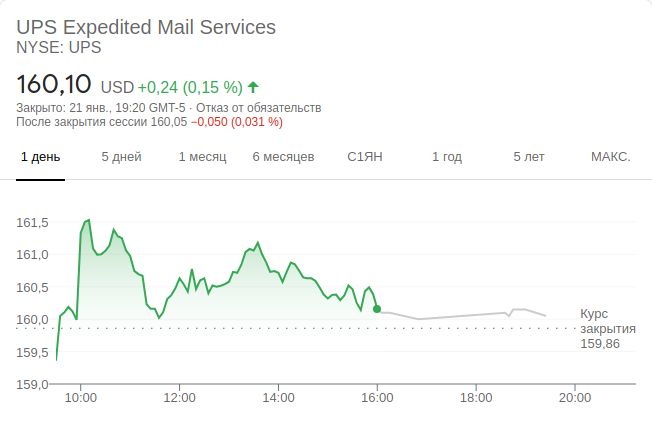 UPS Expedited Mail Services
NYSE: UPS
160,10 USD +0,24 (0,15 %)
Закрыто: 21 янв., 19:20 GMT-5 · Отказ от обязательств
После закрытия сессии 160,05 −0,050 (0,031 %)
1 день 5 дней 1 месяц 6 месяцев С1ЯН 1 год 5 лет МАКС.
161,5
161,0
160,5
160,0
159,5
159,0
Курс
закрытия
159,86
10:00 12:00 14:00 16:00 18:00 20:00